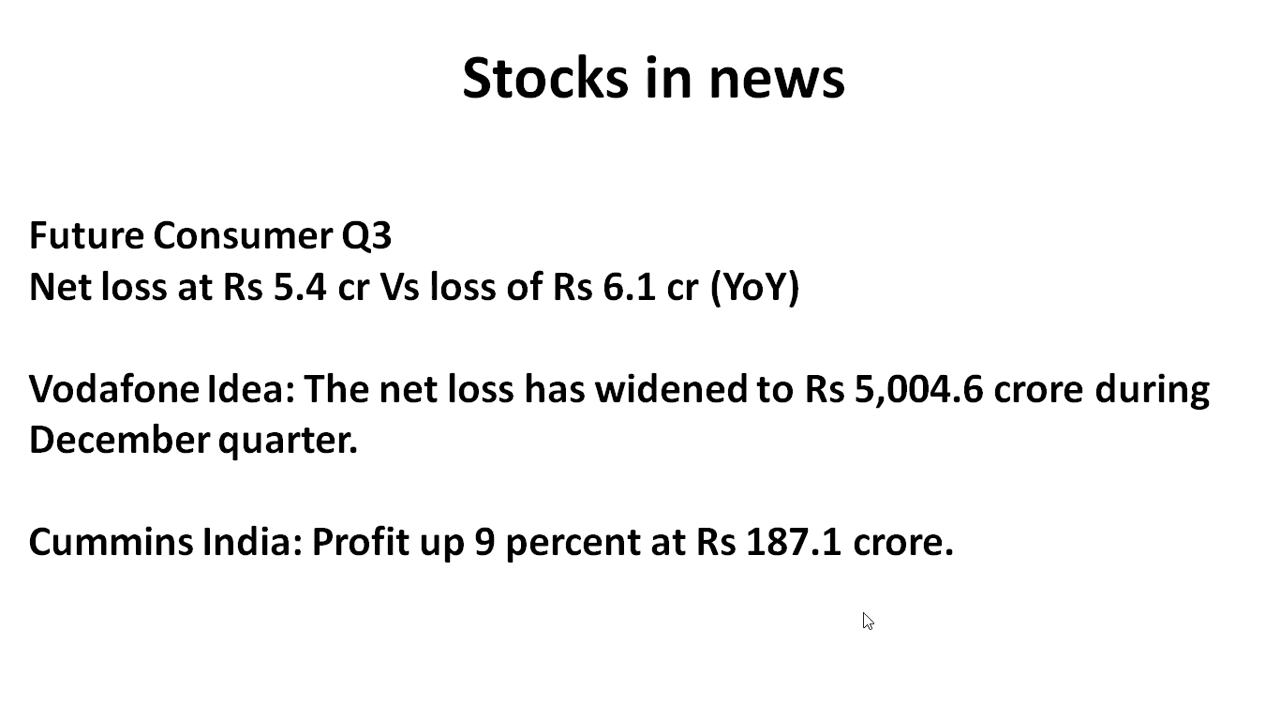 Stocks in news
Future Consumer Q3
Net loss at Rs 5.4 cr Vs loss of Rs 6.1 cr (YoY)
Vodafone Idea: The net loss has widened to Rs 5,004.6 crore during
December quarter.
Cummins India: Profit up 9 percent at Rs 187.1 crore.